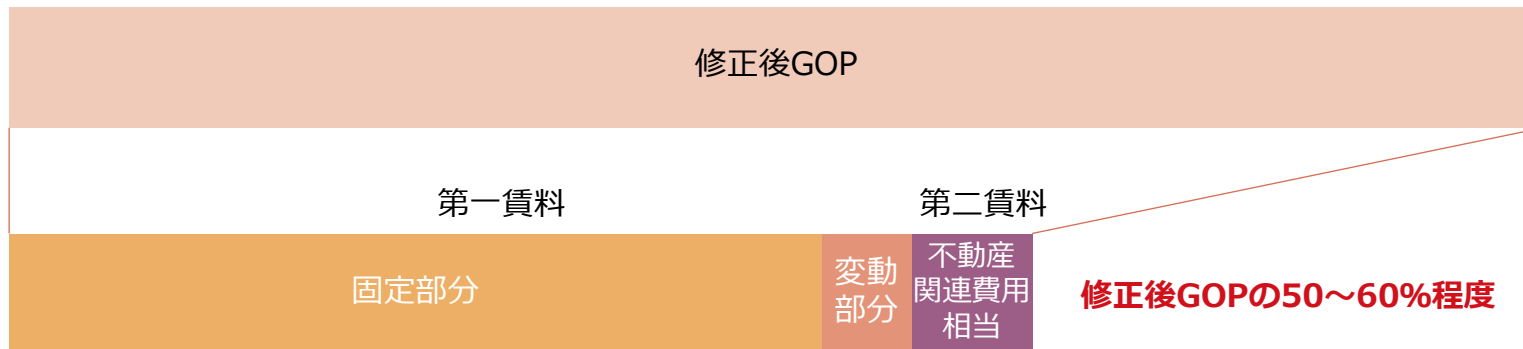 修正後GOP
第一賃料
第二賃料
固定部分
変動
部分
不動産
関連費用
相当
修正後GOPの50～60%程度